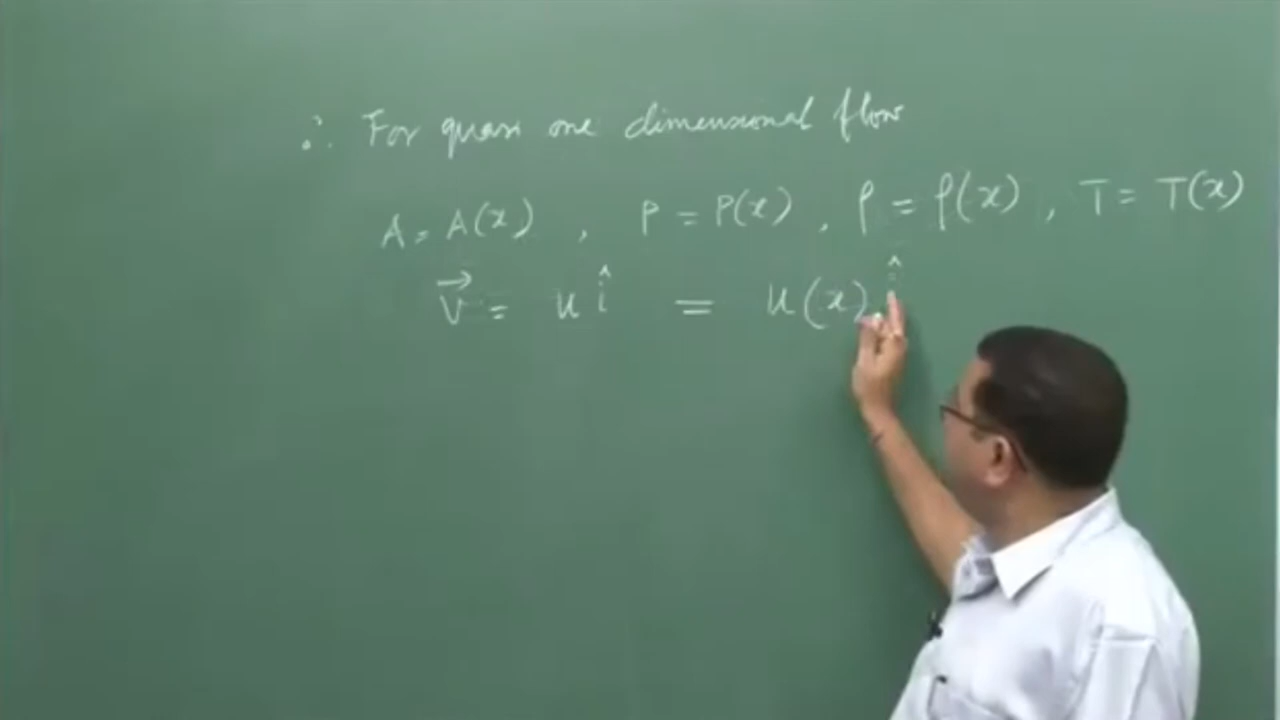 ∴ For quasi one dimensional flow
A = A(x) , P = P(x) , ρ = ρ(x) , T = T(x)
V⃗ = u î = u(x) î